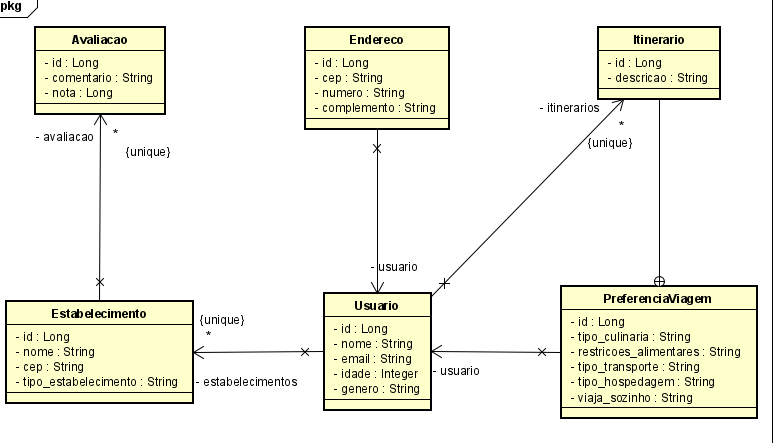 pkg
Avaliacao
- id : Long
- comentario : String
- nota : Long
Endereco
- id : Long
- cep : String
- numero : String
- complemento : String
Itinerario
- id : Long
- descricao : String
- avaliacao
*
{unique}
- itinerarios
*
{unique}
- usuario
Estabelecimento
- id : Long
- nome : String
- cep : String
- tipo_estabelecimento : String
{unique}
*
- estabelecimentos
Usuario
- id : Long
- nome : String
- email : String
- idade : Integer
- genero : String
- usuario
PreferenciaViagem
- id : Long
- tipo_culinaria : String
- restricoes_alimentares : String
- tipo_transporte : String
- tipo_hospedagem : String
- viaja_sozinho : String